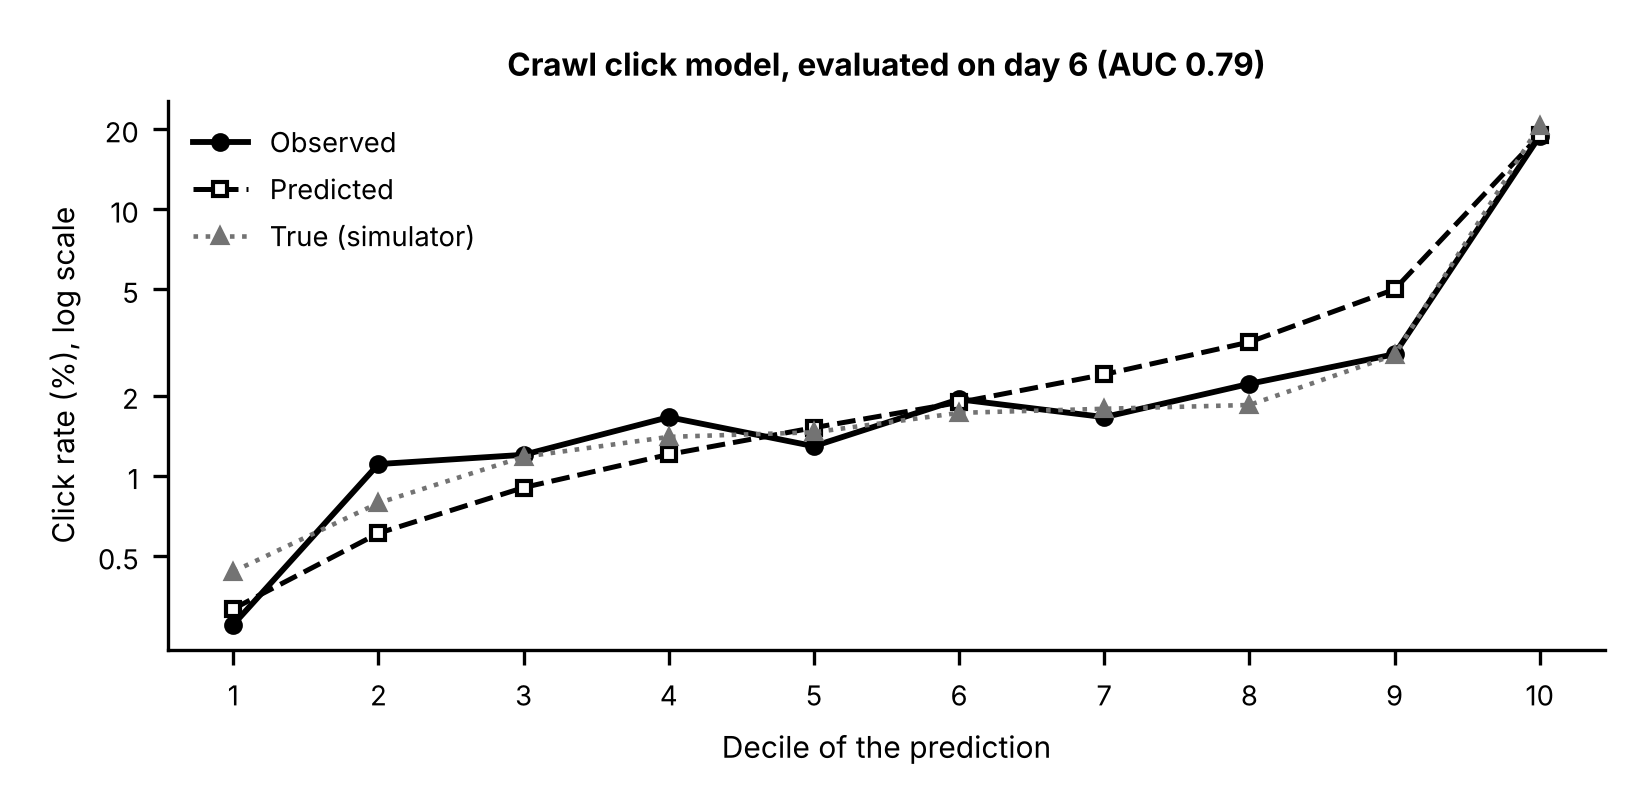 Crawl click model, evaluated on day 6 (AUC 0.79)
Observed
Predicted
True (simulator)
Click rate (%), log scale
20
10
5
2
1
0.5
1 2 3 4 5 6 7 8 9 10
Decile of the prediction